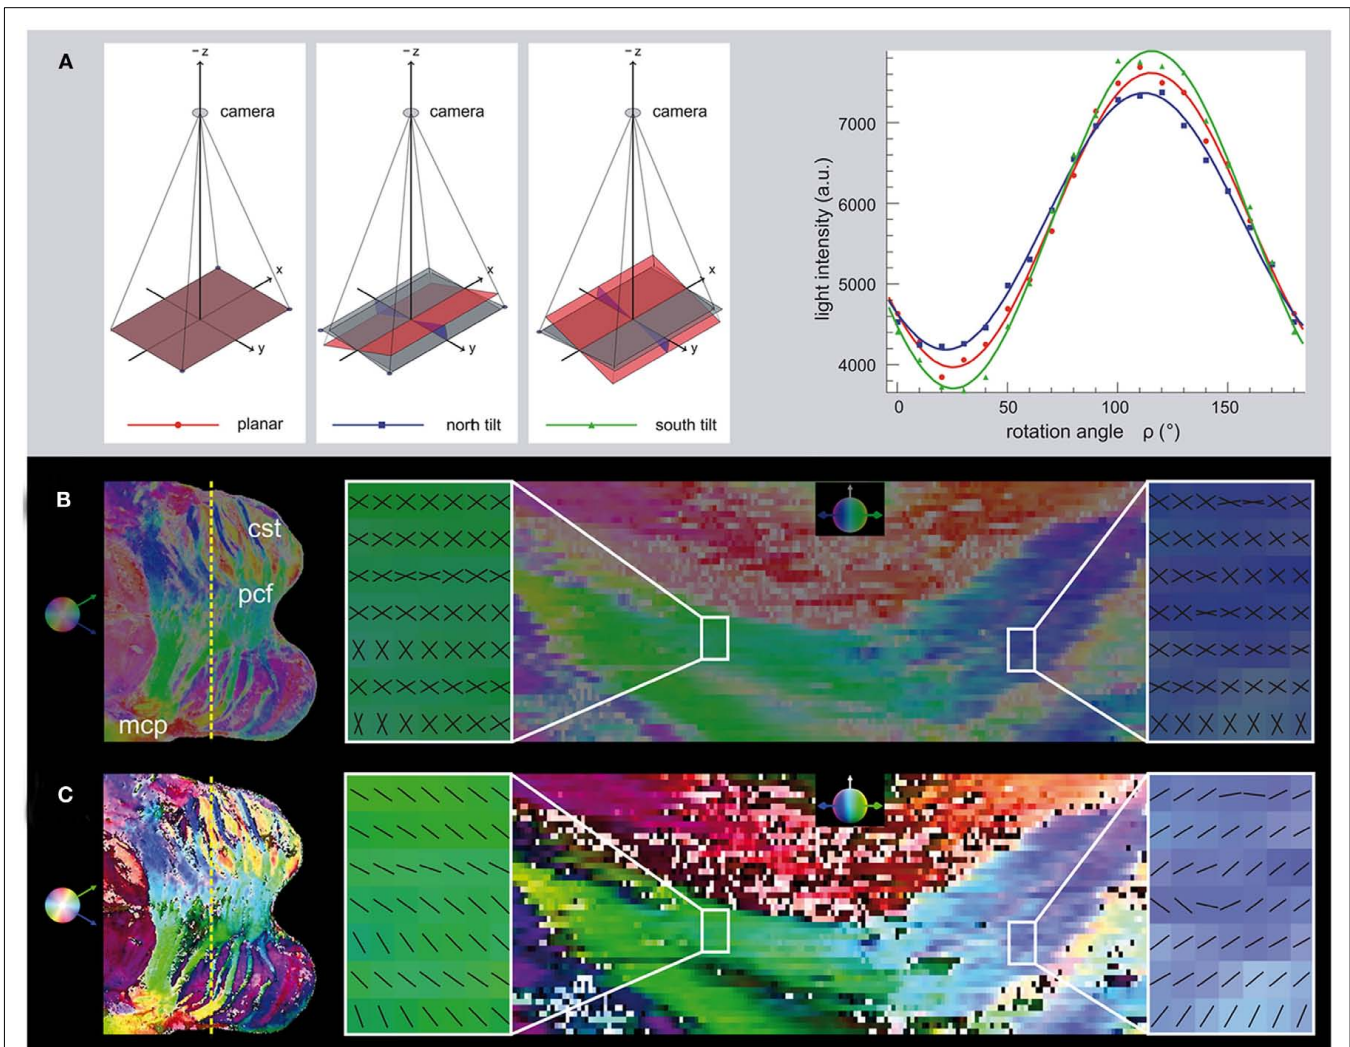 A
-z
camera
x
y
planar
-z
camera
x
y
north tilt
-z
camera
x
y
south tilt
light intensity (a.u.)
7000
6000
5000
4000
0 50 100 150
rotation angle ρ (°)
B
cst
pcf
mcp
C